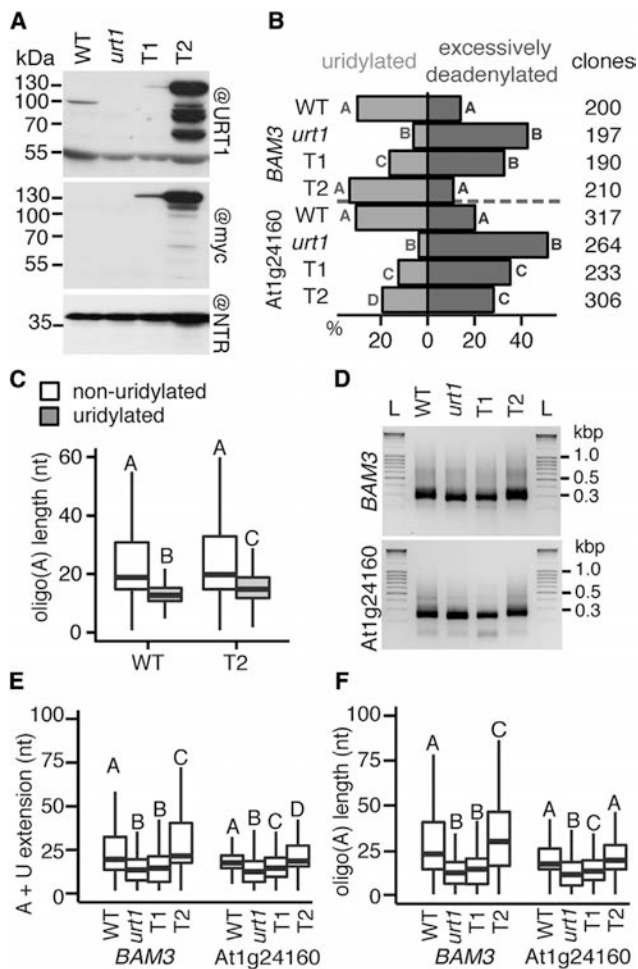 A
kDa
WT urt1 T1 T2
130
100
70
55
@URT1
130
100
70
55
@myc
35
@NTR
B
uridylated
excessively deadenylated
clones
BAM3
WT A A 200
urt1 B B 197
T1 C B 190
T2 A A 210
At1g24160
WT A A 317
urt1 B B 264
T1 C C 233
T2 D C 306
% 20 0 20 40
C
non-uridylated
uridylated
oligo(A) length (nt)
60
40
20
0
A B A C
WT T2
D
L WT urt1 T1 T2 L
kbp
BAM3
1.0
0.5
0.3
kbp
At1g24160
1.0
0.5
0.3
E
A + U extension (nt)
100
75
50
25
0
A B B C A B C D
WT urt1 T1 T2 WT urt1 T1 T2
BAM3 At1g24160
F
oligo(A) length (nt)
100
75
50
25
0
A B B C A B C A
WT urt1 T1 T2 WT urt1 T1 T2
BAM3 At1g24160